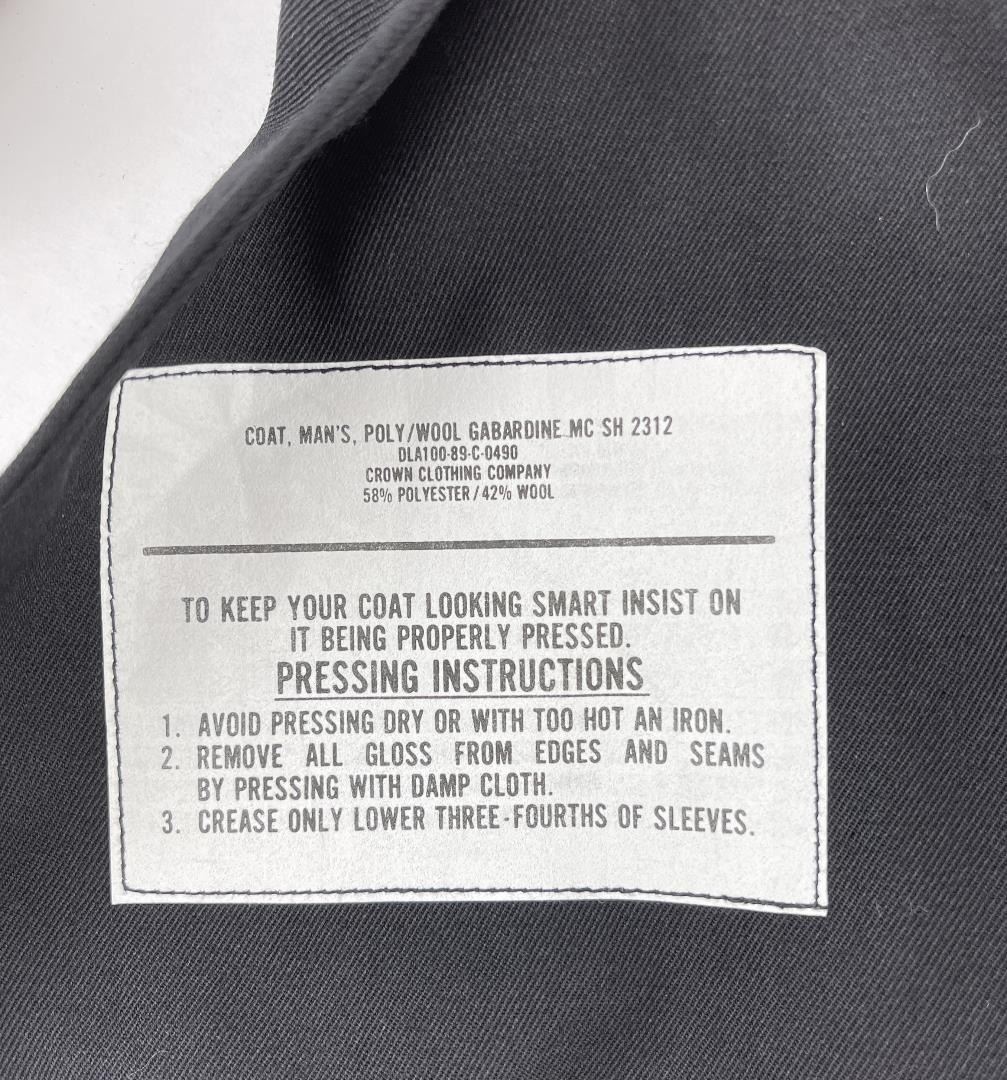 COAT, MAN'S, POLY/WOOL GABARDINE MC SH 2312
DLA100-89-C-0490
CROWN CLOTHING COMPANY
58% POLYESTER/42% WOOL
TO KEEP YOUR COAT LOOKING SMART INSIST ON
IT BEING PROPERLY PRESSED.
PRESSING INSTRUCTIONS
1. AVOID PRESSING DRY OR WITH TOO HOT AN IRON.
2. REMOVE ALL GLOSS FROM EDGES AND SEAMS
BY PRESSING WITH DAMP CLOTH.
3. CREASE ONLY LOWER THREE-FOURTHS OF SLEEVES.